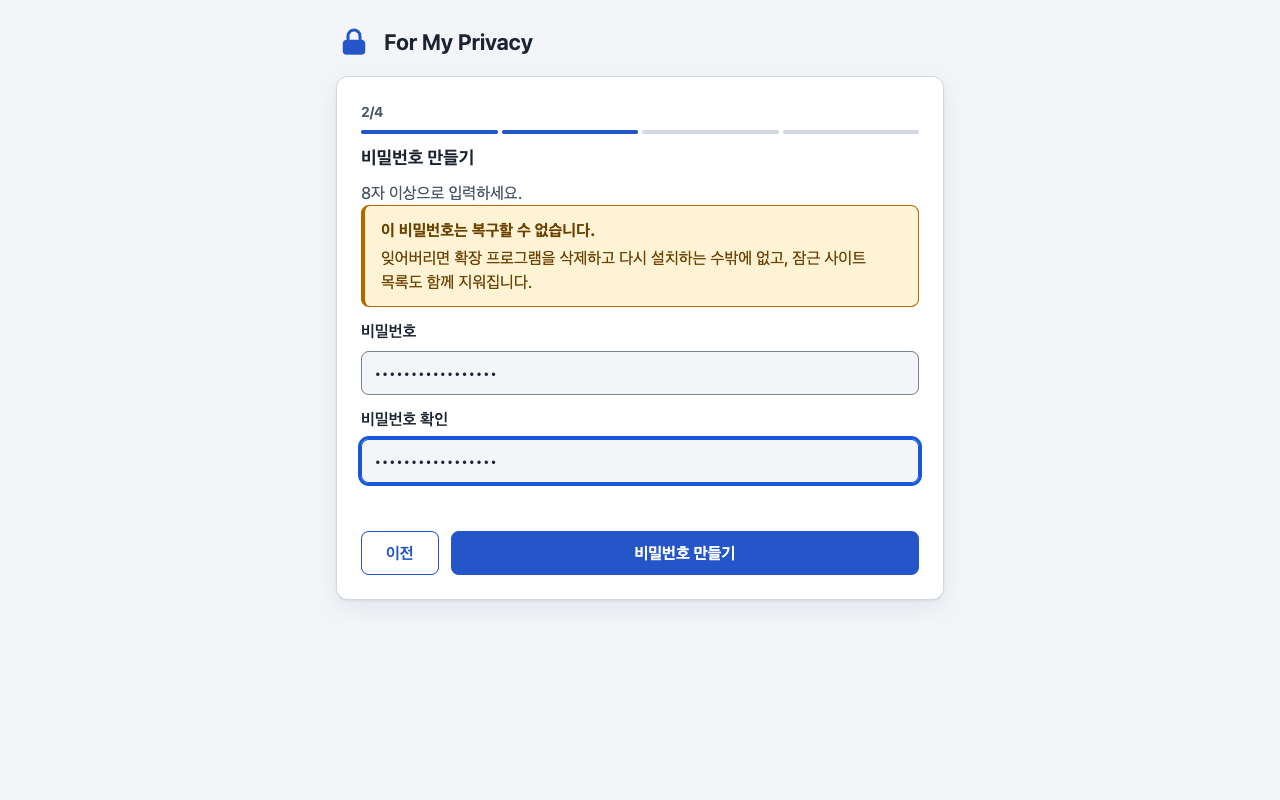 For My Privacy
2/4
비밀번호 만들기
8자 이상으로 입력하세요.
이 비밀번호는 복구할 수 없습니다.
잊어버리면 확장 프로그램을 삭제하고 다시 설치하는 수밖에 없고, 잠근 사이트
목록도 함께 지워집니다.
비밀번호
•••••••••••••••••
비밀번호 확인
•••••••••••••••••
이전
비밀번호 만들기